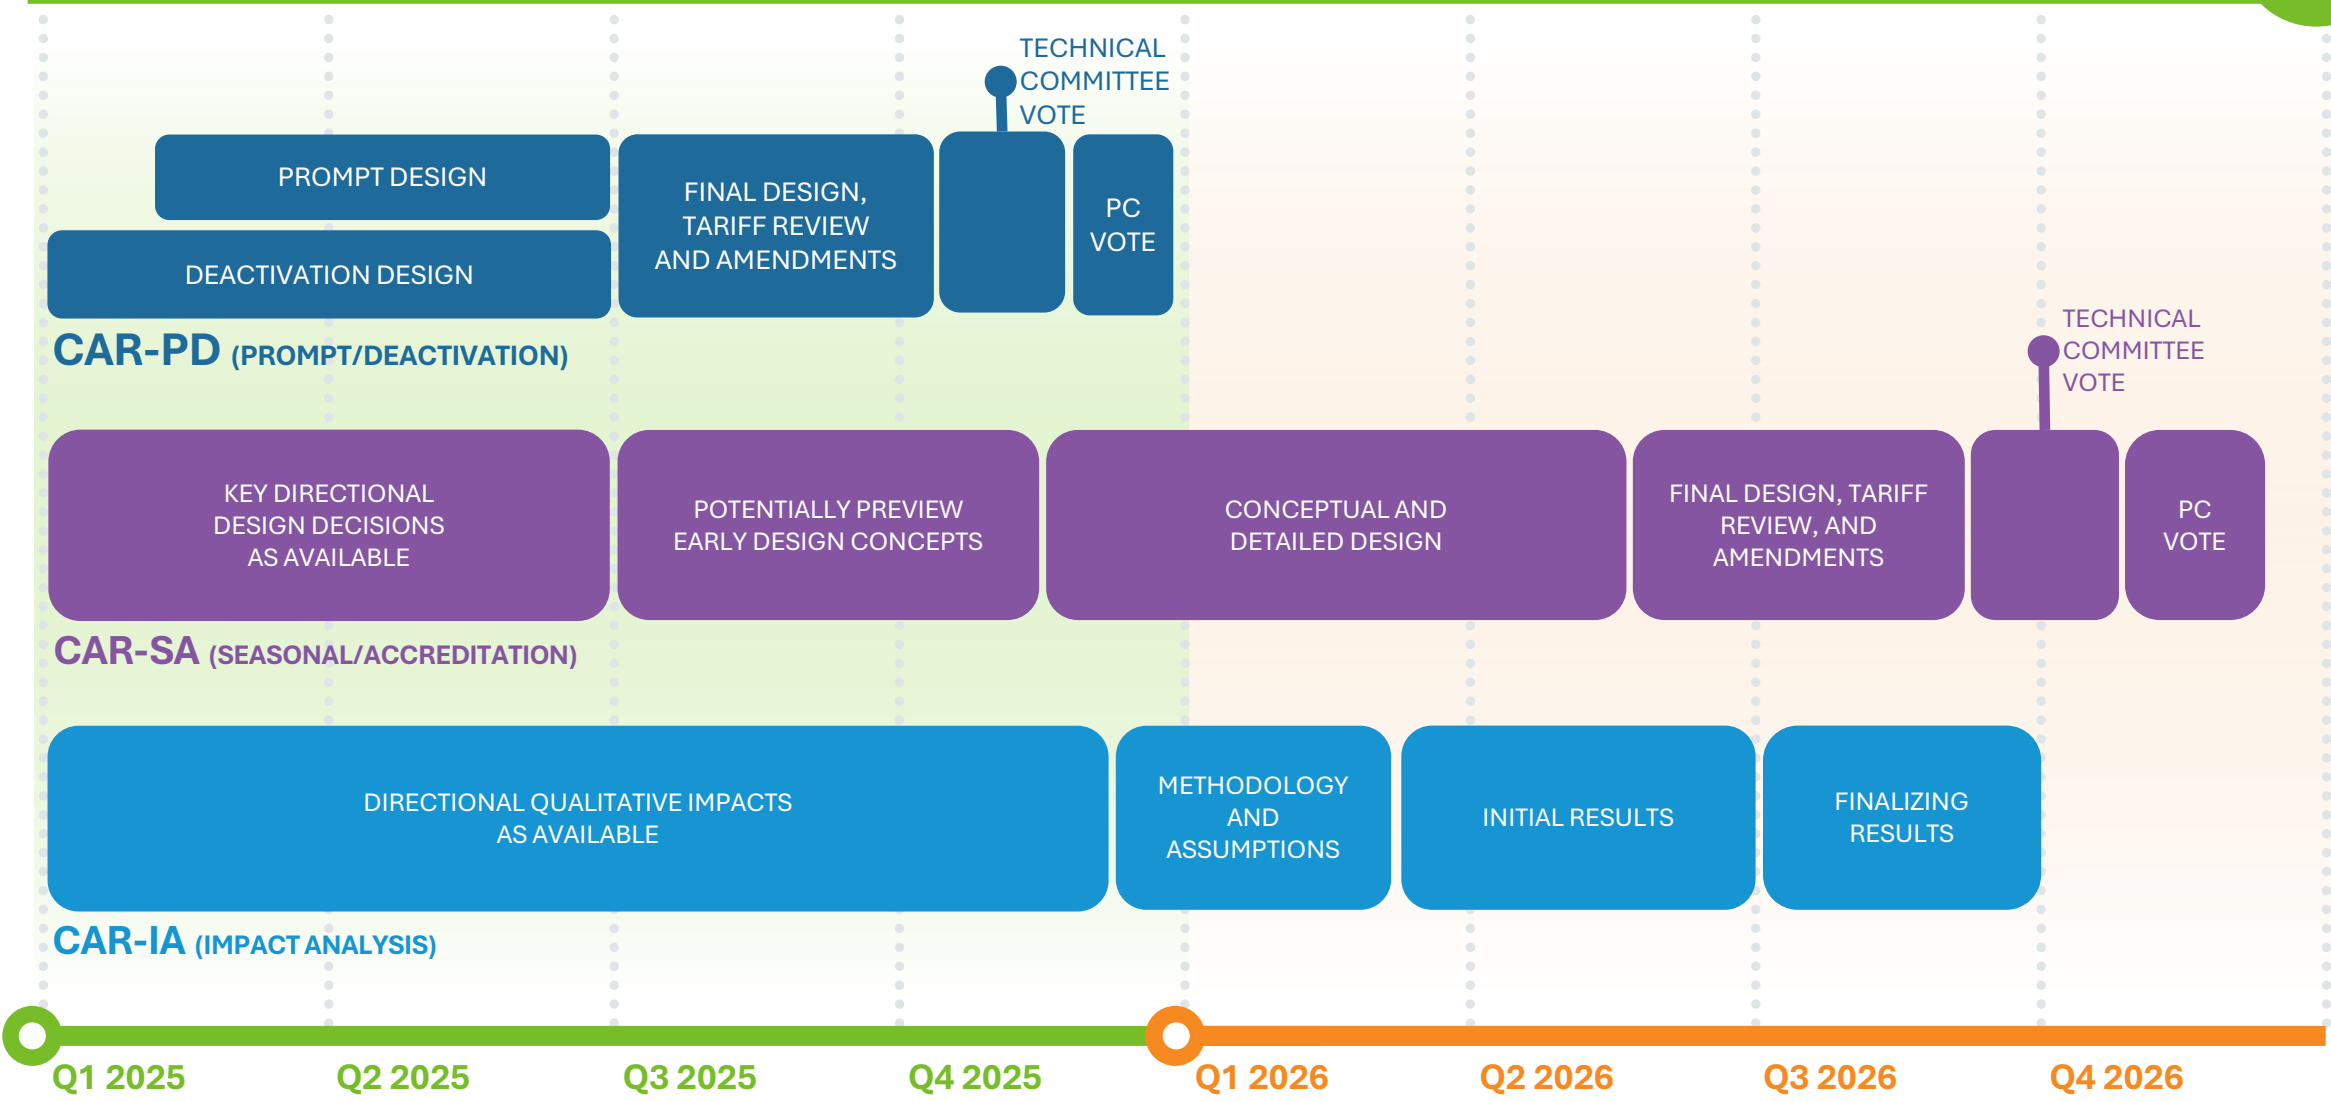 TECHNICAL
COMMITTEE
VOTE
PROMPT DESIGN
DEACTIVATION DESIGN
FINAL DESIGN,
TARIFF REVIEW
AND AMENDMENTS
PC
VOTE
CAR-PD (PROMPT/DEACTIVATION)
TECHNICAL
COMMITTEE
VOTE
KEY DIRECTIONAL
DESIGN DECISIONS
AS AVAILABLE
POTENTIALLY PREVIEW
EARLY DESIGN CONCEPTS
CONCEPTUAL AND
DETAILED DESIGN
FINAL DESIGN, TARIFF
REVIEW, AND
AMENDMENTS
PC
VOTE
CAR-SA (SEASONAL/ACCREDITATION)
DIRECTIONAL QUALITATIVE IMPACTS
AS AVAILABLE
METHODOLOGY
AND
ASSUMPTIONS
INITIAL RESULTS
FINALIZING
RESULTS
CAR-IA (IMPACT ANALYSIS)
Q1 2025
Q2 2025
Q3 2025
Q4 2025
Q1 2026
Q2 2026
Q3 2026
Q4 2026